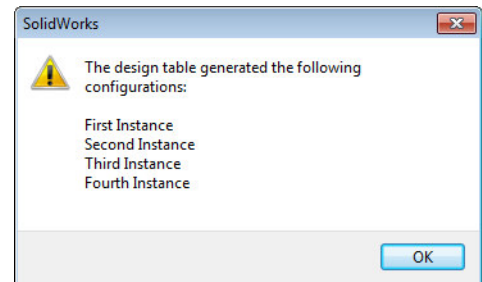 SolidWorks
The design table generated the following
configurations:
First Instance
Second Instance
Third Instance
Fourth Instance
OK